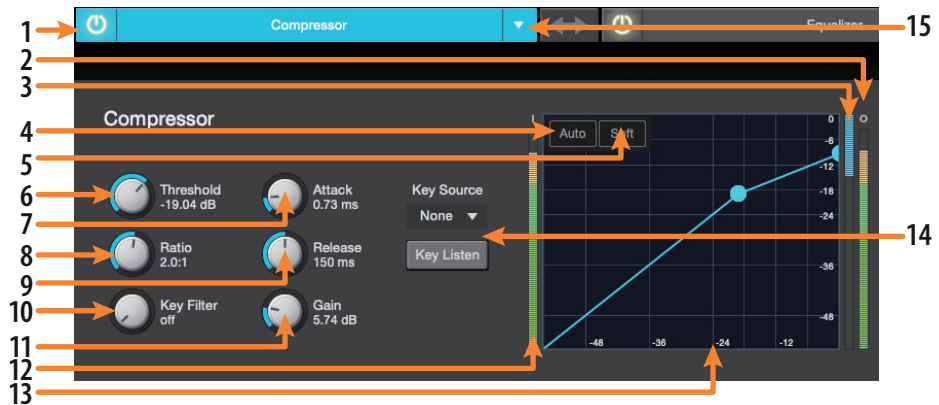 1
Compressor
Equalizer
15
2
3
Compressor
4
Auto
Soft
I
0
O
5
-6
-12
6
Threshold
-19.04 dB
Attack
0.73 ms
Key Source
-18
7
None
-24
14
8
Ratio
2.0:1
Release
150 ms
Key Listen
9
-36
10
Key Filter
off
Gain
5.74 dB
-48
11
12
-48
-36
-24
-12
13